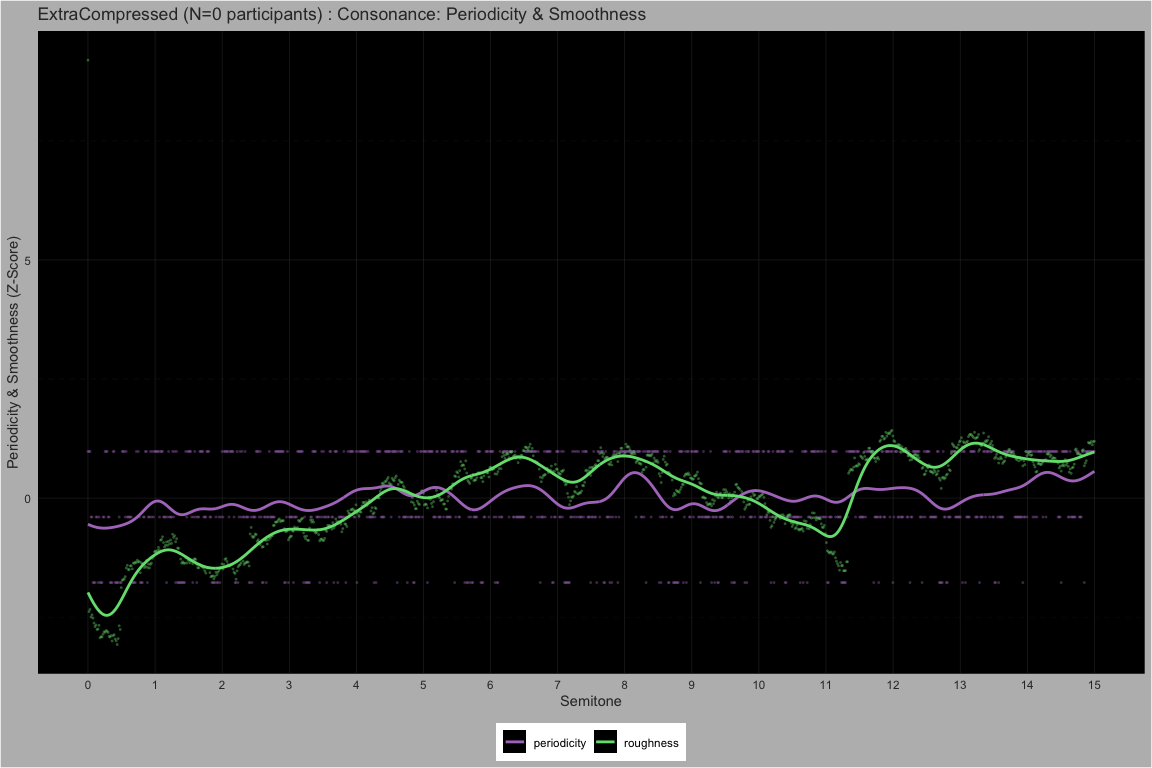 ExtraCompressed (N=0 participants) : Consonance: Periodicity & Smoothness
Periodicity & Smoothness (Z-Score)
5
0
0 1 2 3 4 5 6 7 8 9 10 11 12 13 14 15
Semitone
periodicity roughness